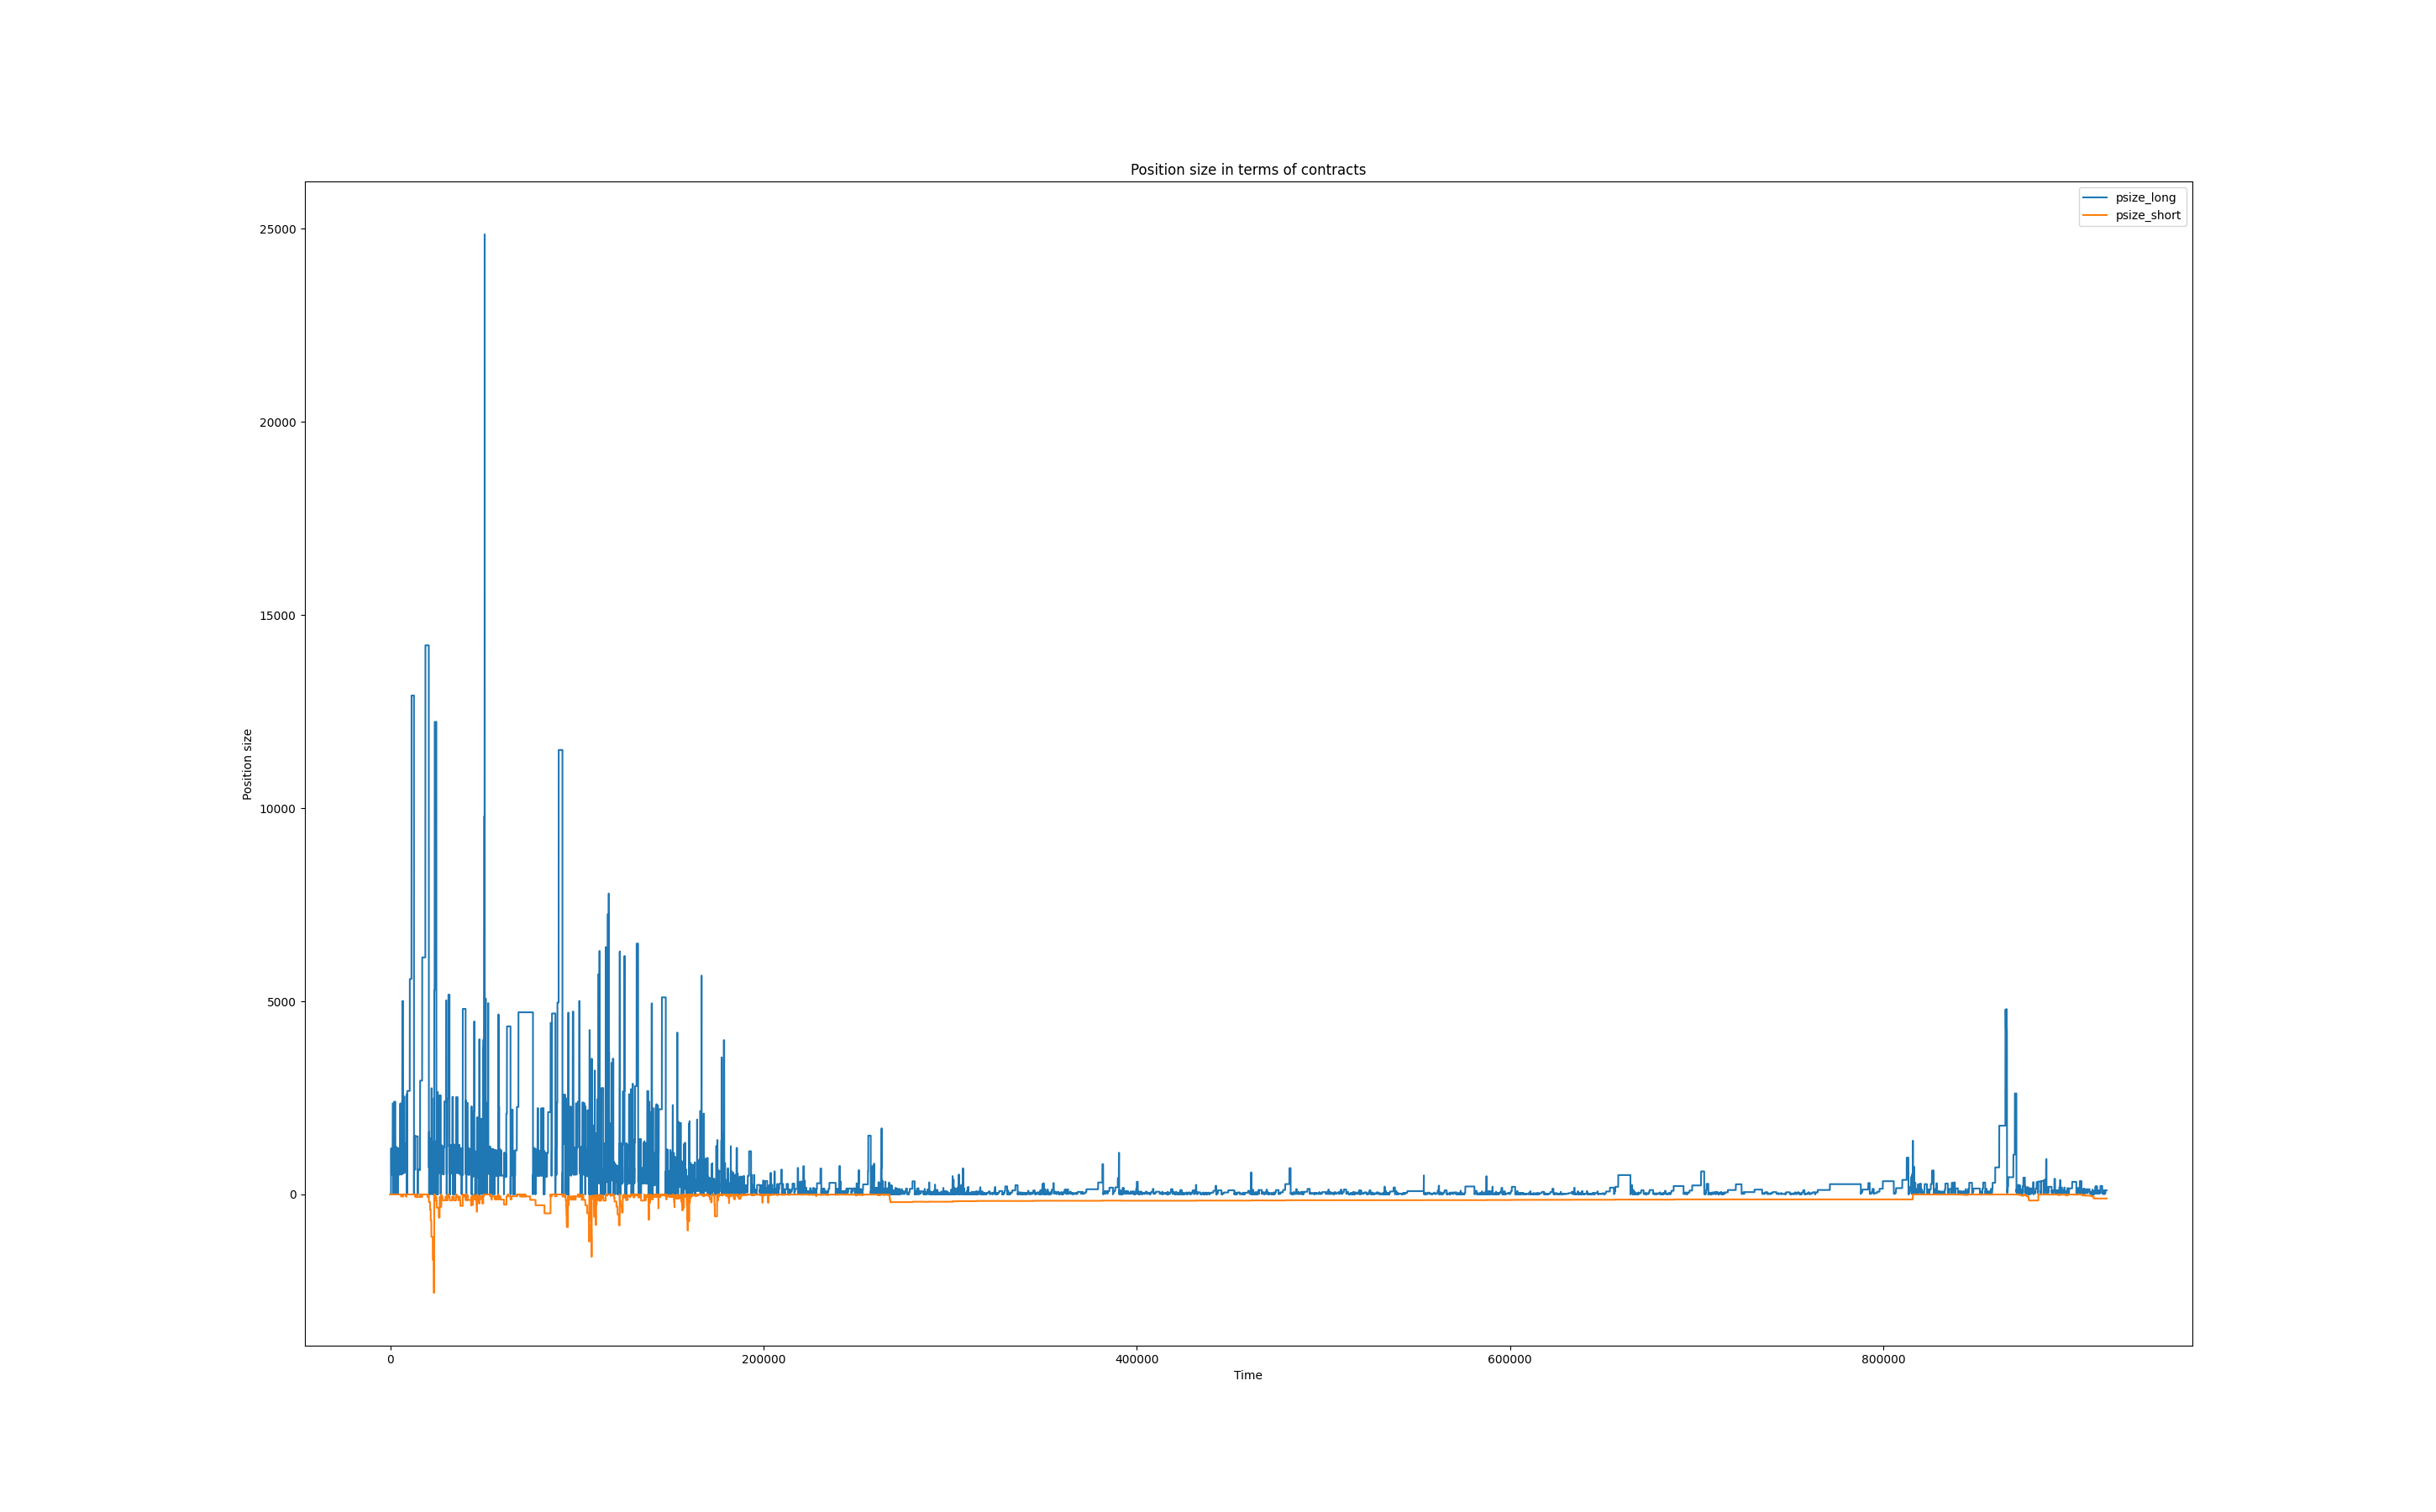 Position size in terms of contracts
psize_long
psize_short
25000
20000
15000
10000
5000
0
Position size
0
200000
400000
600000
800000
Time